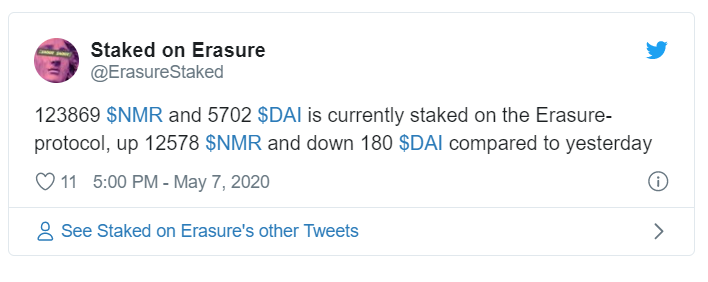 Staked on Erasure
@ErasureStaked
123869 $NMR and 5702 $DAI is currently staked on the Erasure-
protocol, up 12578 $NMR and down 180 $DAI compared to yesterday
11 5:00 PM - May 7, 2020
See Staked on Erasure's other Tweets